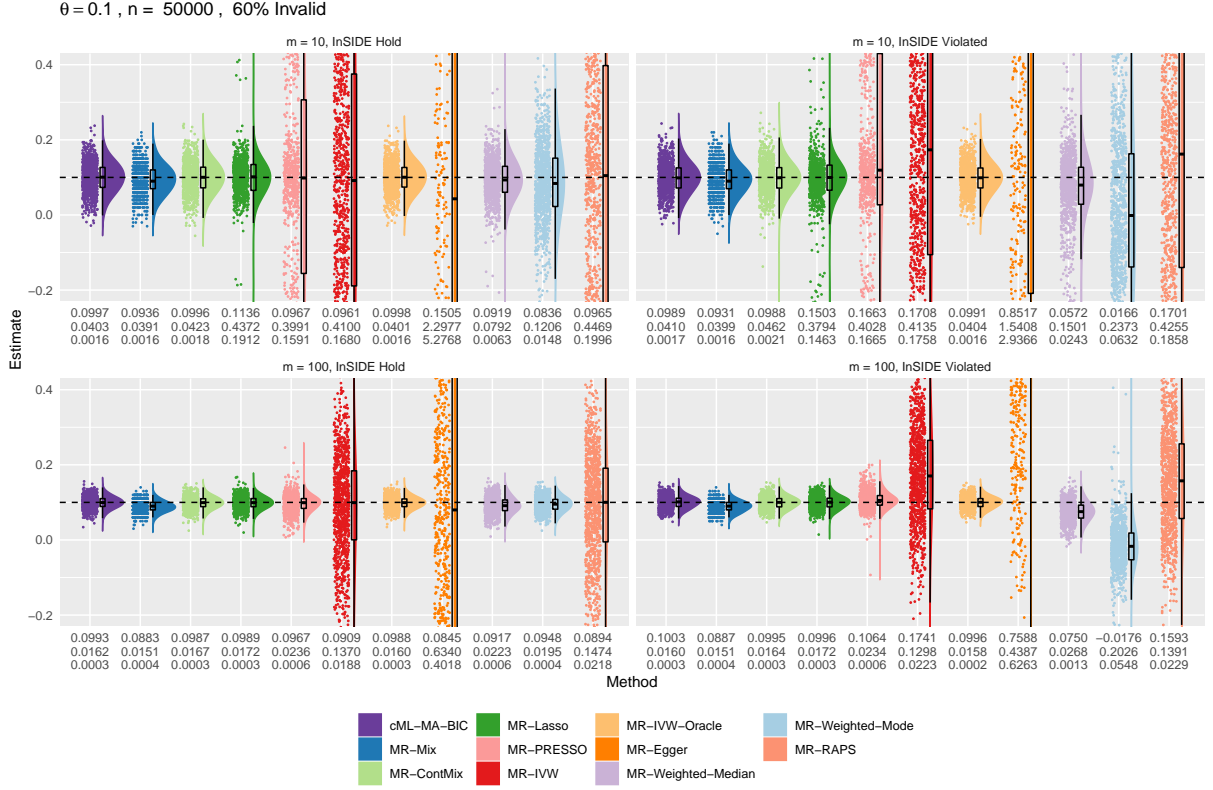 θ = 0.1 , n = 50000 , 60% Invalid
m = 10, InSIDE Hold
m = 10, InSIDE Violated
0.4
0.2
0.0
−0.2
0.0997 0.0936 0.0996 0.1136 0.0967 0.0961 0.0998 0.1505 0.0919 0.0836 0.0965
0.0403 0.0391 0.0423 0.4372 0.3991 0.4100 0.0401 2.2977 0.0792 0.1206 0.4469
0.0016 0.0016 0.0018 0.1912 0.1591 0.1680 0.0016 5.2768 0.0063 0.0148 0.1996
0.0989 0.0931 0.0988 0.1503 0.1663 0.1708 0.0991 0.8517 0.0572 0.0166 0.1701
0.0410 0.0399 0.0462 0.3794 0.4028 0.4135 0.0404 1.5408 0.1501 0.2373 0.4255
0.0017 0.0016 0.0021 0.1463 0.1665 0.1758 0.0016 2.9366 0.0243 0.0632 0.1858
Estimate
m = 100, InSIDE Hold
m = 100, InSIDE Violated
0.4
0.2
0.0
−0.2
0.0993 0.0883 0.0987 0.0989 0.0967 0.0909 0.0988 0.0845 0.0917 0.0948 0.0894
0.0162 0.0151 0.0167 0.0172 0.0236 0.1370 0.0160 0.6340 0.0223 0.0195 0.1474
0.0003 0.0004 0.0003 0.0003 0.0006 0.0188 0.0003 0.4018 0.0006 0.0004 0.0218
0.1003 0.0887 0.0995 0.0996 0.1064 0.1741 0.0996 0.7588 0.0750 −0.0176 0.1593
0.0160 0.0151 0.0164 0.0172 0.0234 0.1298 0.0158 0.4387 0.0268 0.2026 0.1391
0.0003 0.0004 0.0003 0.0003 0.0006 0.0223 0.0002 0.6263 0.0013 0.0548 0.0229
Method
cML−MA−BIC MR−Lasso MR−IVW−Oracle MR−Weighted−Mode
MR−Mix MR−PRESSO MR−Egger MR−RAPS
MR−ContMix MR−IVW MR−Weighted−Median